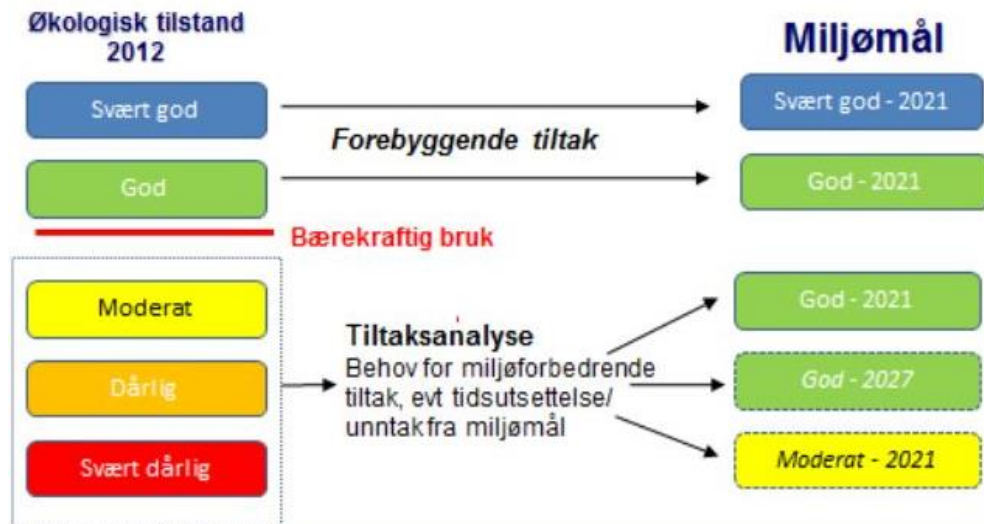 Økologisk tilstand
2012
Miljømål
Svært god
Svært god - 2021
Forebyggende tiltak
God
God - 2021
Bærekraftig bruk
Moderat
Dårlig
Svært dårlig
Tiltaksanalyse
Behov for miljøforbedrende
tiltak, evt tidsutsettelse/
unntak fra miljømål
God - 2021
God - 2027
Moderat - 2021